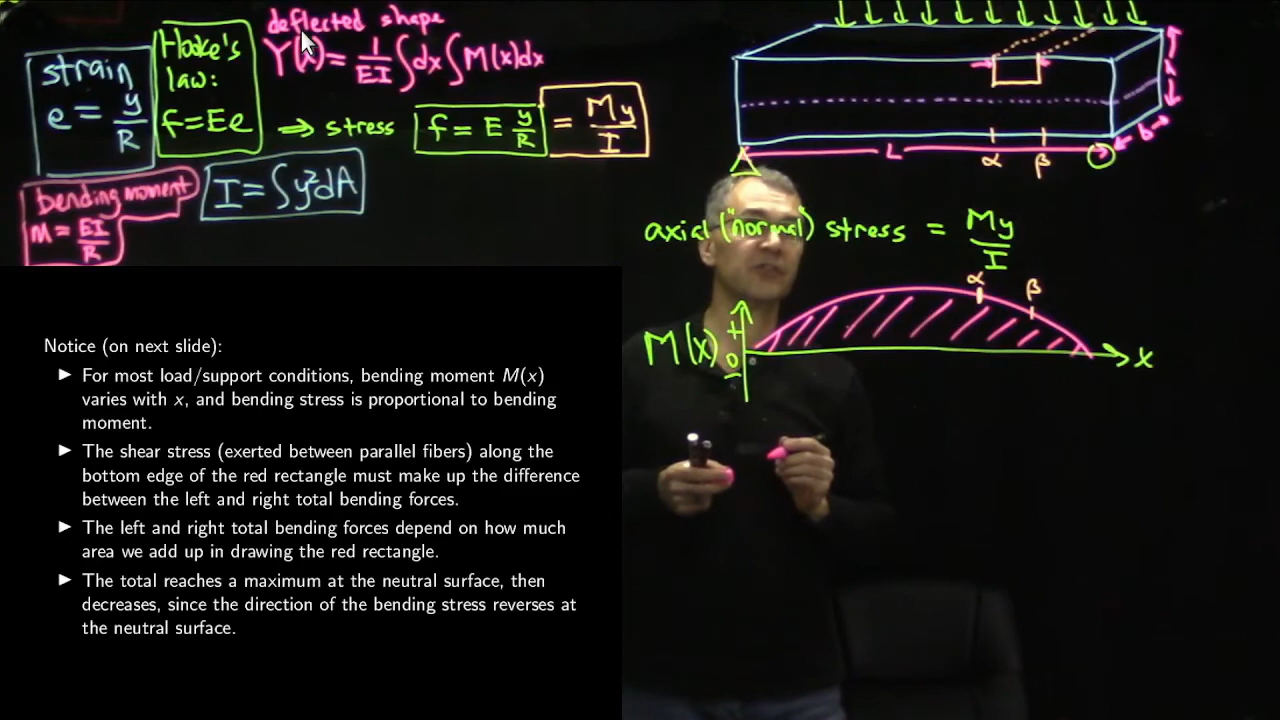 deflected shape
Y(x) = 1/EI ∫dx ∫M(x)dx
strain
e = y/R
Hooke's
law:
f = Ee
⇒ stress f = E y/R = My/I
bending moment
M = EI/R
I = ∫y²dA
L
α β
b
axial ("normal") stress = My/I
α
β
M(x)
+
0
−
x
Notice (on next slide):
▶ For most load/support conditions, bending moment M(x)
varies with x, and bending stress is proportional to bending
moment.
▶ The shear stress (exerted between parallel fibers) along the
bottom edge of the red rectangle must make up the difference
between the left and right total bending forces.
▶ The left and right total bending forces depend on how much
area we add up in drawing the red rectangle.
▶ The total reaches a maximum at the neutral surface, then
decreases, since the direction of the bending stress reverses at
the neutral surface.